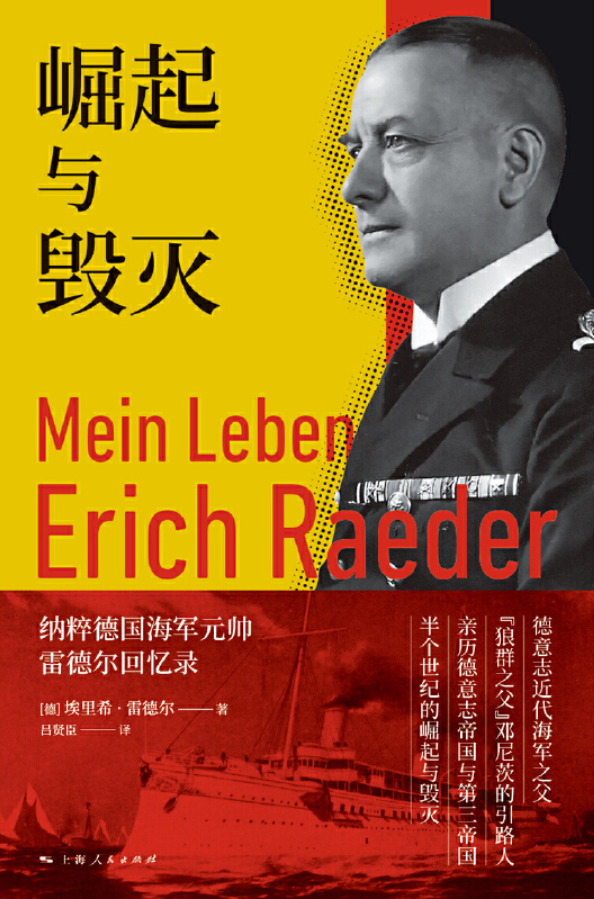 崛起
与
毁灭
Mein Leben
Erich Raeder
纳粹德国海军元帅
雷德尔回忆录
[德] 埃里希·雷德尔——著
吕贤臣——译
德意志近代海军之父
『狼群之父』邓尼茨的引路人
亲历德意志帝国与第三帝国
半个世纪的崛起与毁灭
上海人民出版社